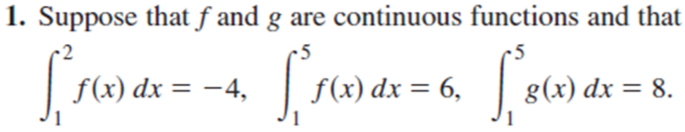 1. Suppose that f and g are continuous functions and that
∫₁² f(x) dx = −4, ∫₁⁵ f(x) dx = 6, ∫₁⁵ g(x) dx = 8.